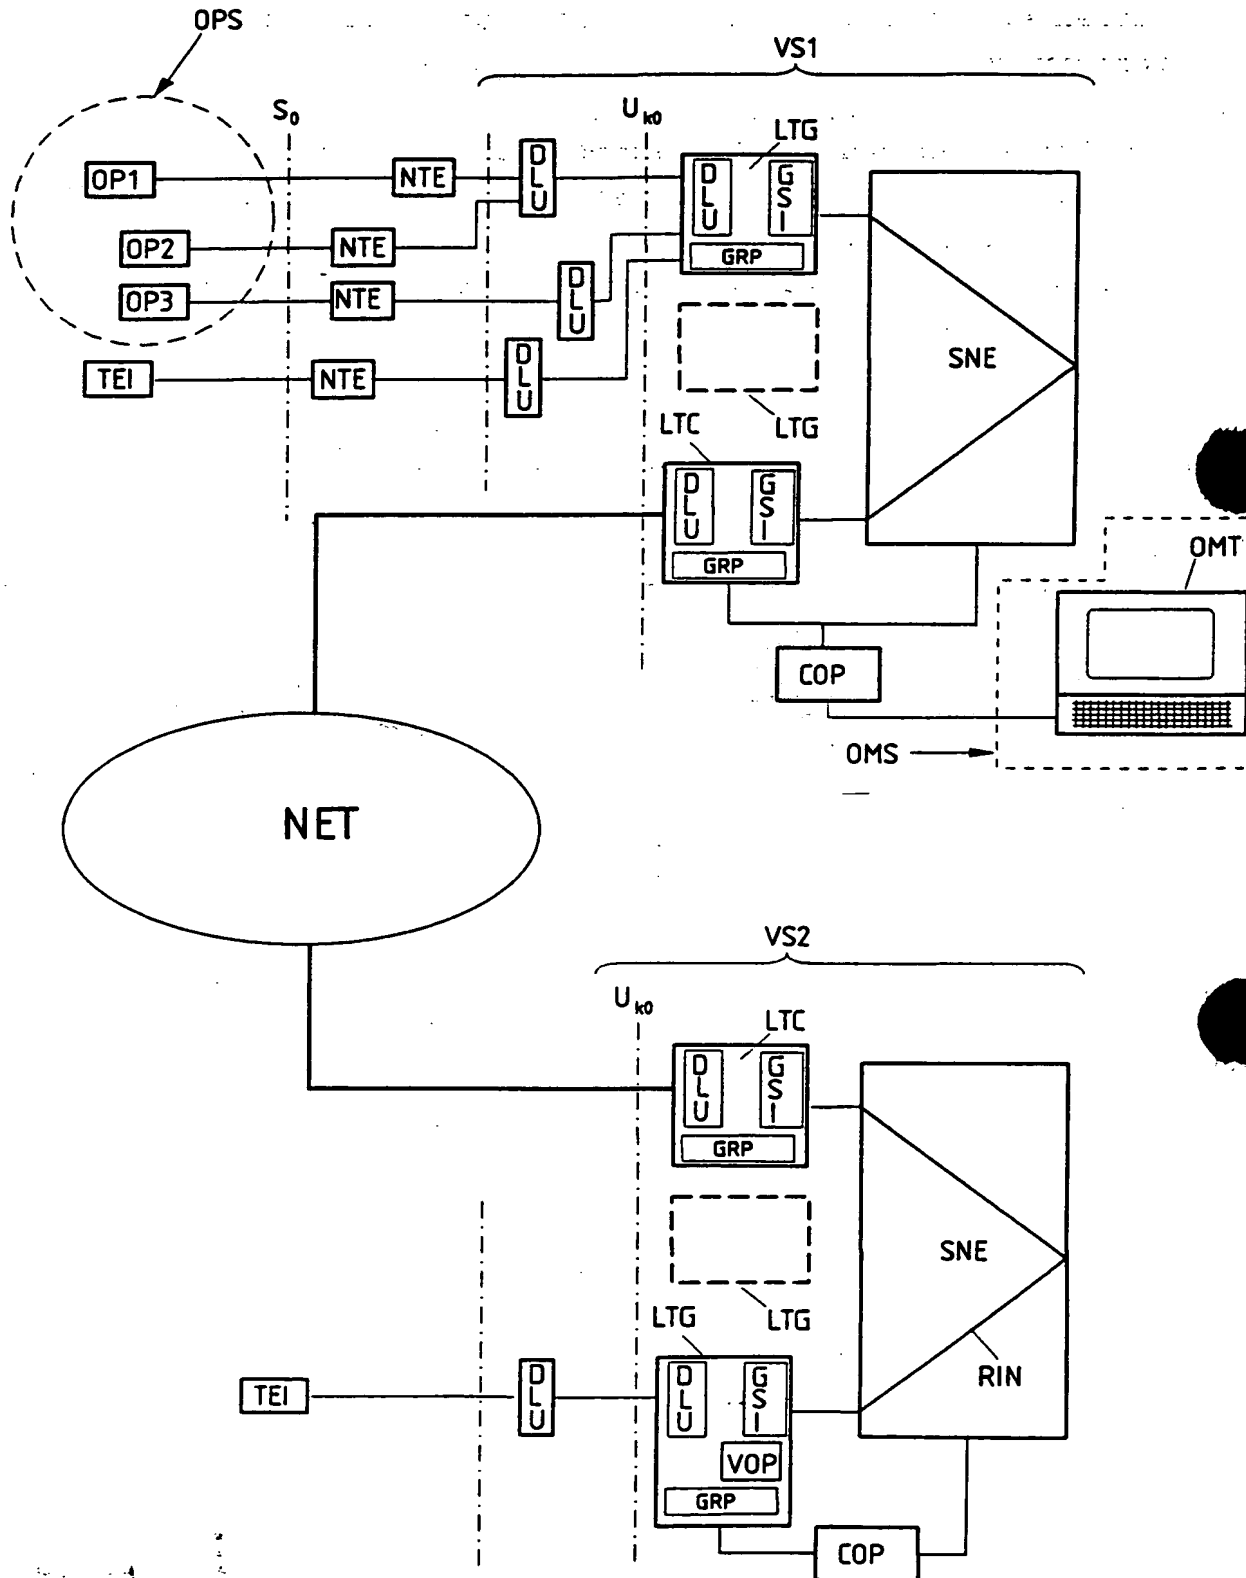 OPS
VS1
S0
Uk0
LTG
OP1
NTE
DLU
DLU
GSI
GRP
OP2
NTE
OP3
NTE
DLU
TEI
NTE
DLU
SNE
LTG
LTC
DLU
GSI
GRP
OMT
COP
OMS
NET
VS2
Uk0
LTC
DLU
GSI
GRP
SNE
LTG
LTG
RIN
TEI
DLU
DLU
GSI
VOP
GRP
COP